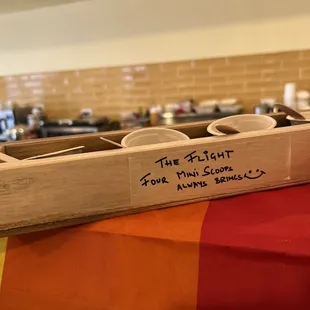 THE FLIGHT
FOUR MINI SCOOPS
ALWAYS BRINGS